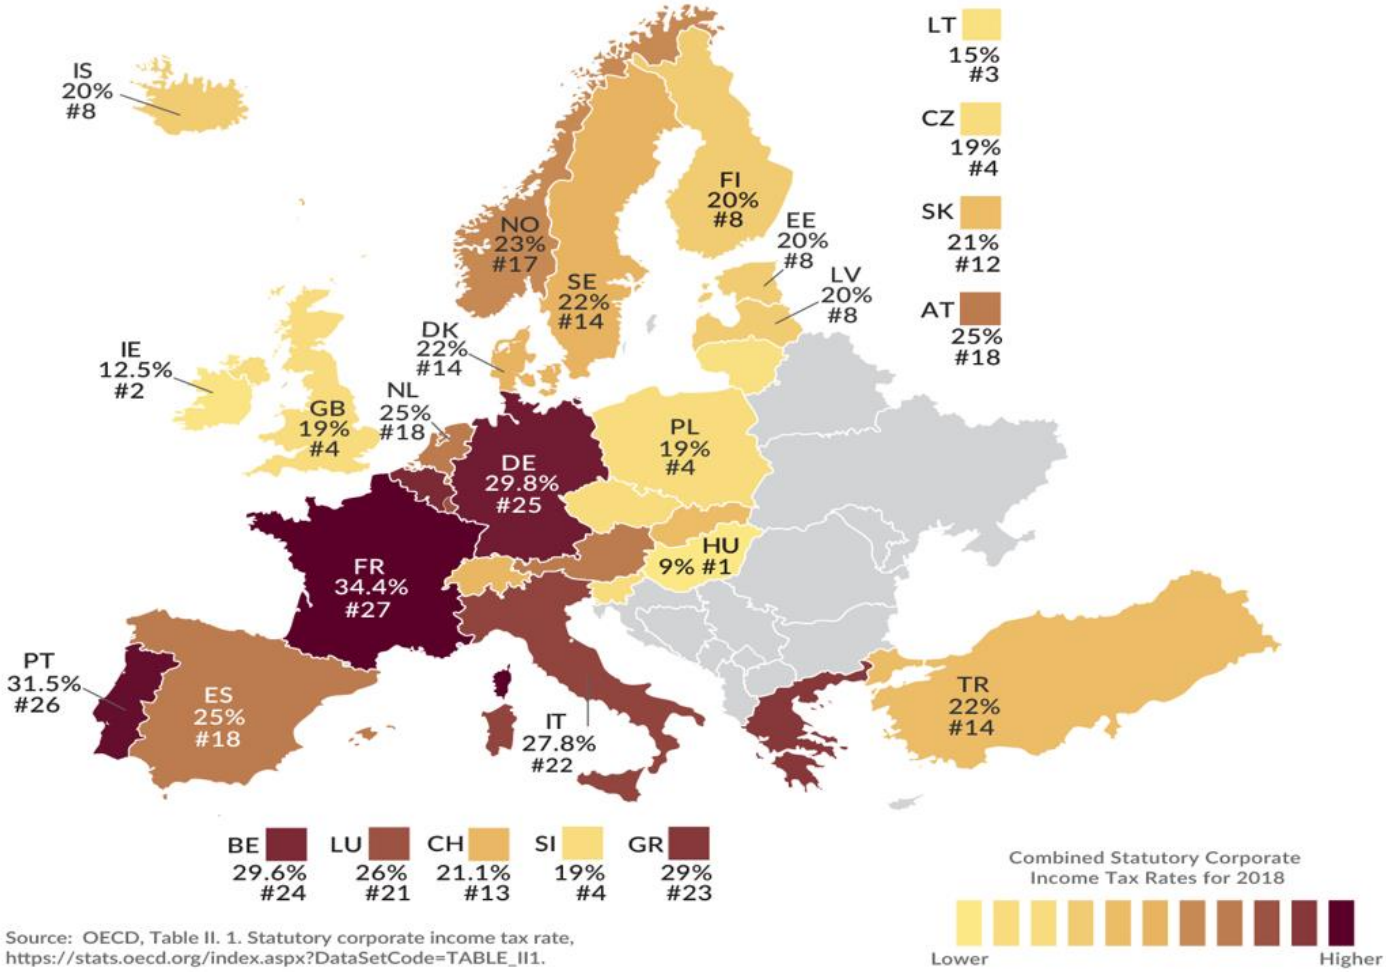 IS
20%
#8
LT
15%
#3
CZ
19%
#4
SK
21%
#12
AT
25%
#18
FI
20%
#8
NO
23%
#17
SE
22%
#14
EE
20%
#8
LV
20%
#8
DK
22%
#14
IE
12.5%
#2
GB
19%
#4
NL
25%
#18
DE
29.8%
#25
PL
19%
#4
FR
34.4%
#27
HU
9% #1
PT
31.5%
#26
ES
25%
#18
IT
27.8%
#22
TR
22%
#14
BE
29.6%
#24
LU
26%
#21
CH
21.1%
#13
SI
19%
#4
GR
29%
#23
Combined Statutory Corporate
Income Tax Rates for 2018
Lower
Higher
Source: OECD, Table II. 1. Statutory corporate income tax rate,
https://stats.oecd.org/index.aspx?DataSetCode=TABLE_II1.